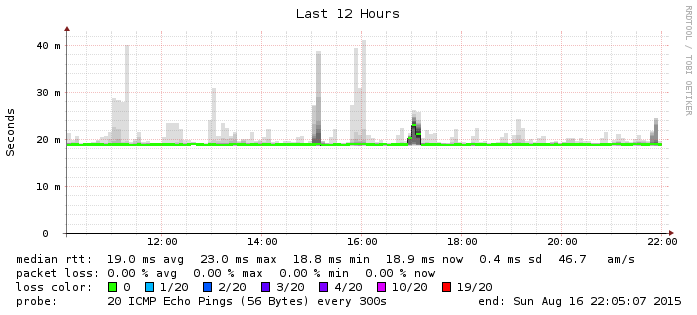 Last 12 Hours
RRDTOOL / TOBI OETIKER
Seconds
40 m
30 m
20 m
10 m
0
12:00 14:00 16:00 18:00 20:00 22:00
median rtt: 19.0 ms avg 23.0 ms max 18.8 ms min 18.9 ms now 0.4 ms sd 46.7 am/s
packet loss: 0.00 % avg 0.00 % max 0.00 % min 0.00 % now
loss color: 0 1/20 2/20 3/20 4/20 10/20 19/20
probe: 20 ICMP Echo Pings (56 Bytes) every 300s end: Sun Aug 16 22:05:07 2015